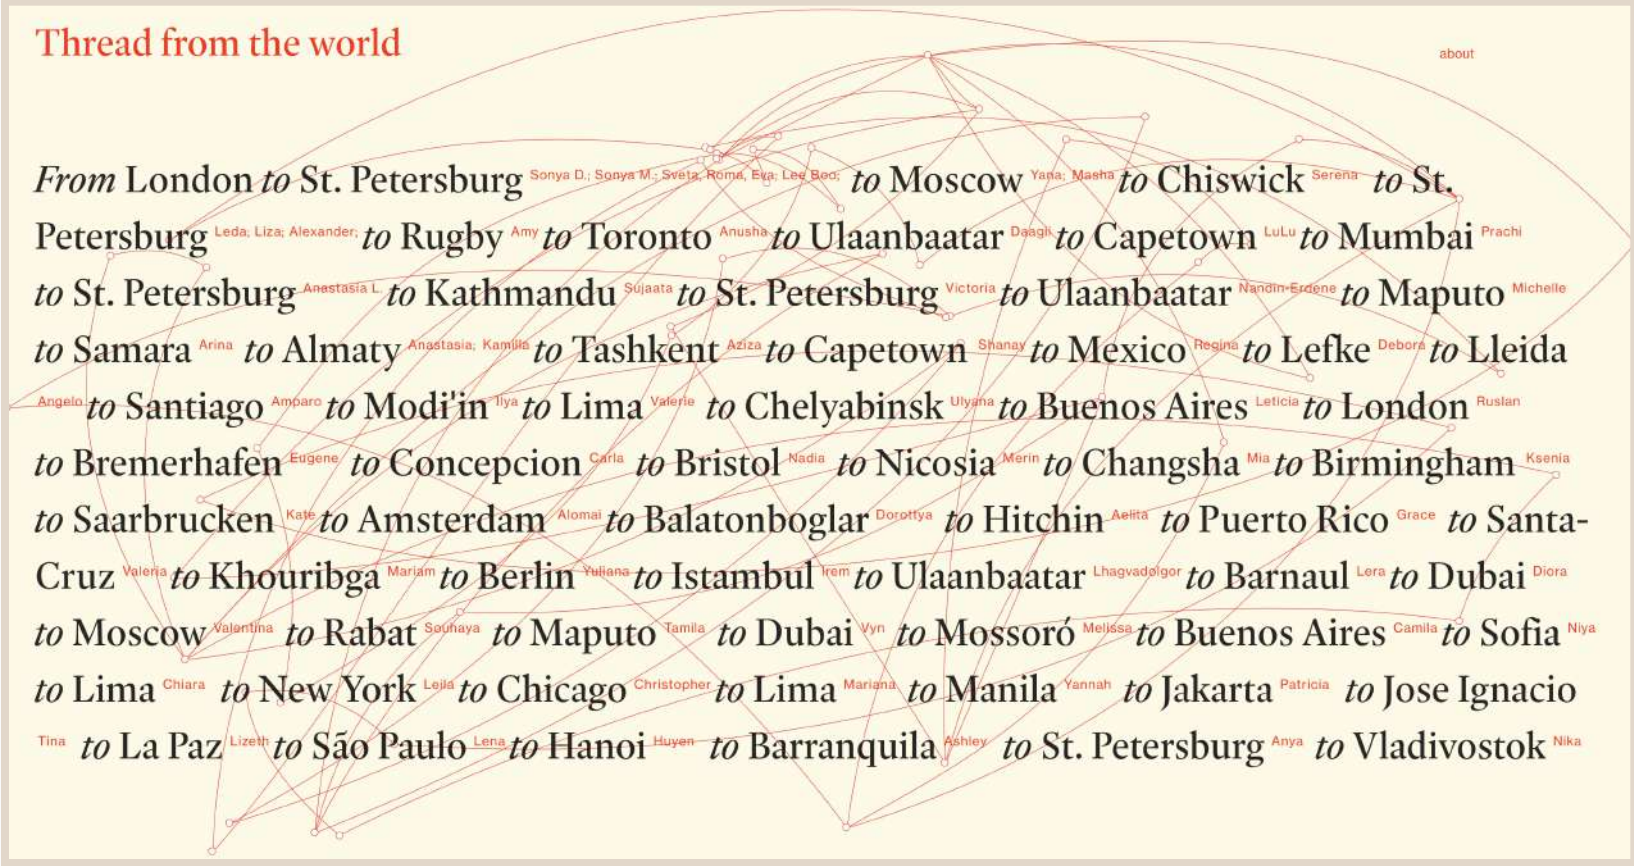 Thread from the world
about
From London to St. Petersburg Sonya D.; Sonya M.; Sveta, Roma, Eva; Lee Boo; to Moscow Yana; Masha to Chiswick Serena to St.
Petersburg Leda; Liza; Alexander; to Rugby Amy to Toronto Anusha to Ulaanbaatar Daagii to Capetown LuLu to Mumbai Prachi
to St. Petersburg Anastasia L. to Kathmandu Sujaata to St. Petersburg Victoria to Ulaanbaatar Nandin-Erdene to Maputo Michelle
to Samara Arina to Almaty Anastasia; Kamilla to Tashkent Aziza to Capetown Shanay to Mexico Regina to Lefke Debora to Lleida
Angelo to Santiago Amparo to Modi'in Ilya to Lima Valerie to Chelyabinsk Ulyana to Buenos Aires Leticia to London Ruslan
to Bremerhafen Eugene to Concepcion Carla to Bristol Nadia to Nicosia Merin to Changsha Mia to Birmingham Ksenia
to Saarbrucken Kate to Amsterdam Alomai to Balatonboglar Dorottya to Hitchin Aelita to Puerto Rico Grace to Santa-
Cruz Valeria to Khouribga Mariam to Berlin Yuliana to Istambul Irem to Ulaanbaatar Lhagvadolgor to Barnaul Lera to Dubai Diora
to Moscow Valentina to Rabat Souhaya to Maputo Tamila to Dubai Vyn to Mossoró Melissa to Buenos Aires Camila to Sofia Niya
to Lima Chiara to New York Leila to Chicago Christopher to Lima Mariana to Manila Yannah to Jakarta Patricia to Jose Ignacio
Tina to La Paz Lizeth to São Paulo Lena to Hanoi Huyen to Barranquila Ashley to St. Petersburg Anya to Vladivostok Nika